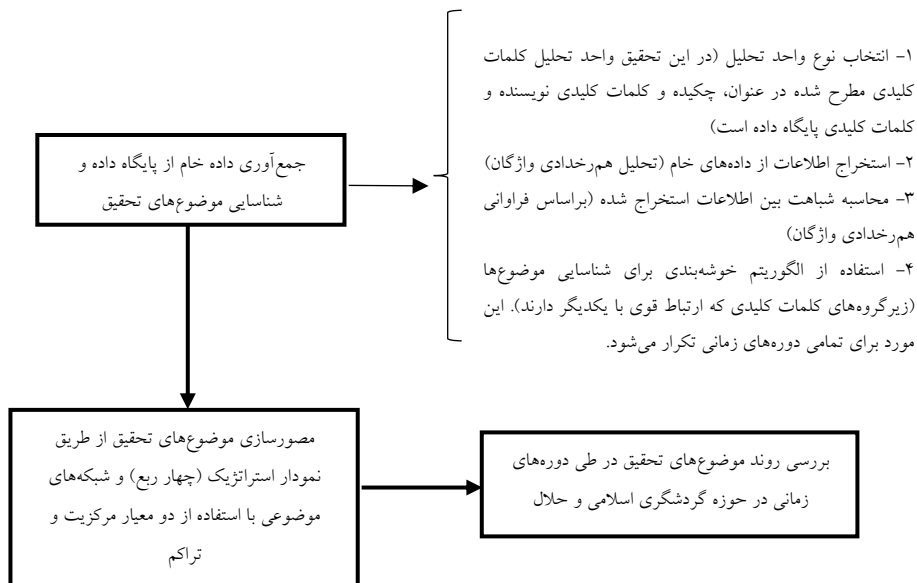 ۱- انتخاب نوع واحد تحلیل (در این تحقیق واحد تحلیل کلمات
کلیدی مطرح شده در عنوان، چکیده و کلمات کلیدی نویسنده و
کلمات کلیدی پایگاه داده است)
۲- استخراج اطلاعات از داده‌های خام (تحلیل هم‌رخدادی واژگان)
۳- محاسبه شباهت بین اطلاعات استخراج شده (براساس فراوانی
هم‌رخدادی واژگان)
۴- استفاده از الگوریتم خوشه‌بندی برای شناسایی موضوع‌ها
(زیرگروه‌های کلمات کلیدی که ارتباط قوی با یکدیگر دارند). این
مورد برای تمامی دوره‌های زمانی تکرار می‌شود.
جمع‌آوری داده خام از پایگاه داده و
شناسایی موضوع‌های تحقیق
مصورسازی موضوع‌های تحقیق از طریق
نمودار استراتژیک (چهار ربع) و شبکه‌های
موضوعی با استفاده از دو معیار مرکزیت و
تراکم
بررسی روند موضوع‌های تحقیق در طی دوره‌های
زمانی در حوزه گردشگری اسلامی و حلال